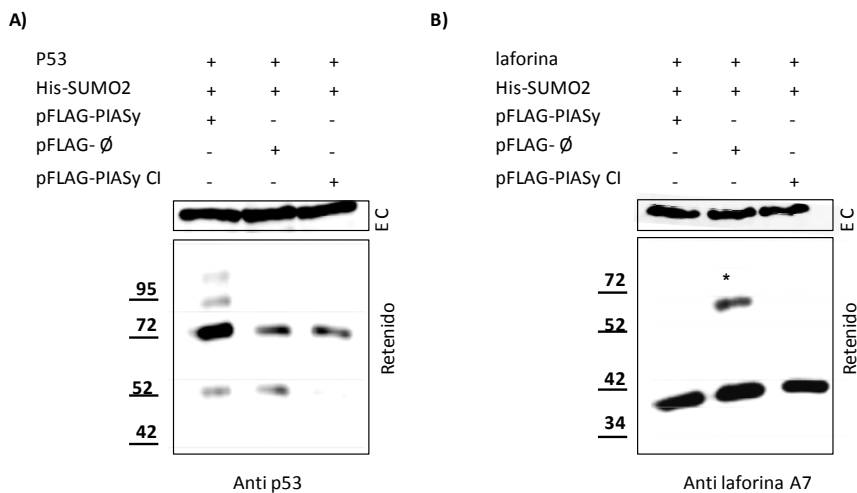 A)
P53 + + +
His-SUMO2 + + +
pFLAG-PIASy + - -
pFLAG- Ø - + -
pFLAG-PIASy CI - - +
E C
95
72
52
42
Retenido
Anti p53
B)
laforina + + +
His-SUMO2 + + +
pFLAG-PIASy + - -
pFLAG- Ø - + -
pFLAG-PIASy CI - - +
E C
72
52
42
34
*
Retenido
Anti laforina A7